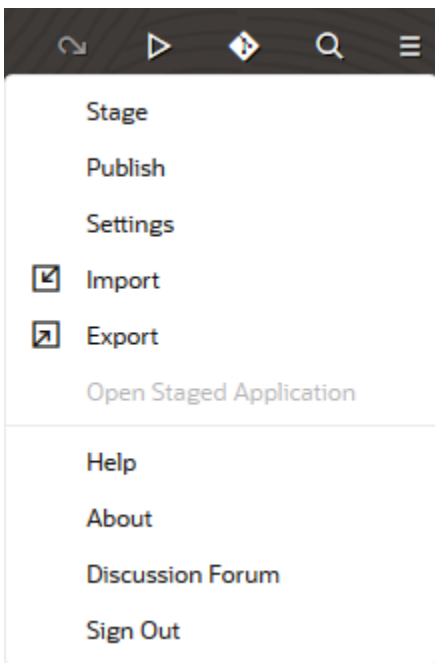 Stage
Publish
Settings
Import
Export
Open Staged Application
Help
About
Discussion Forum
Sign Out